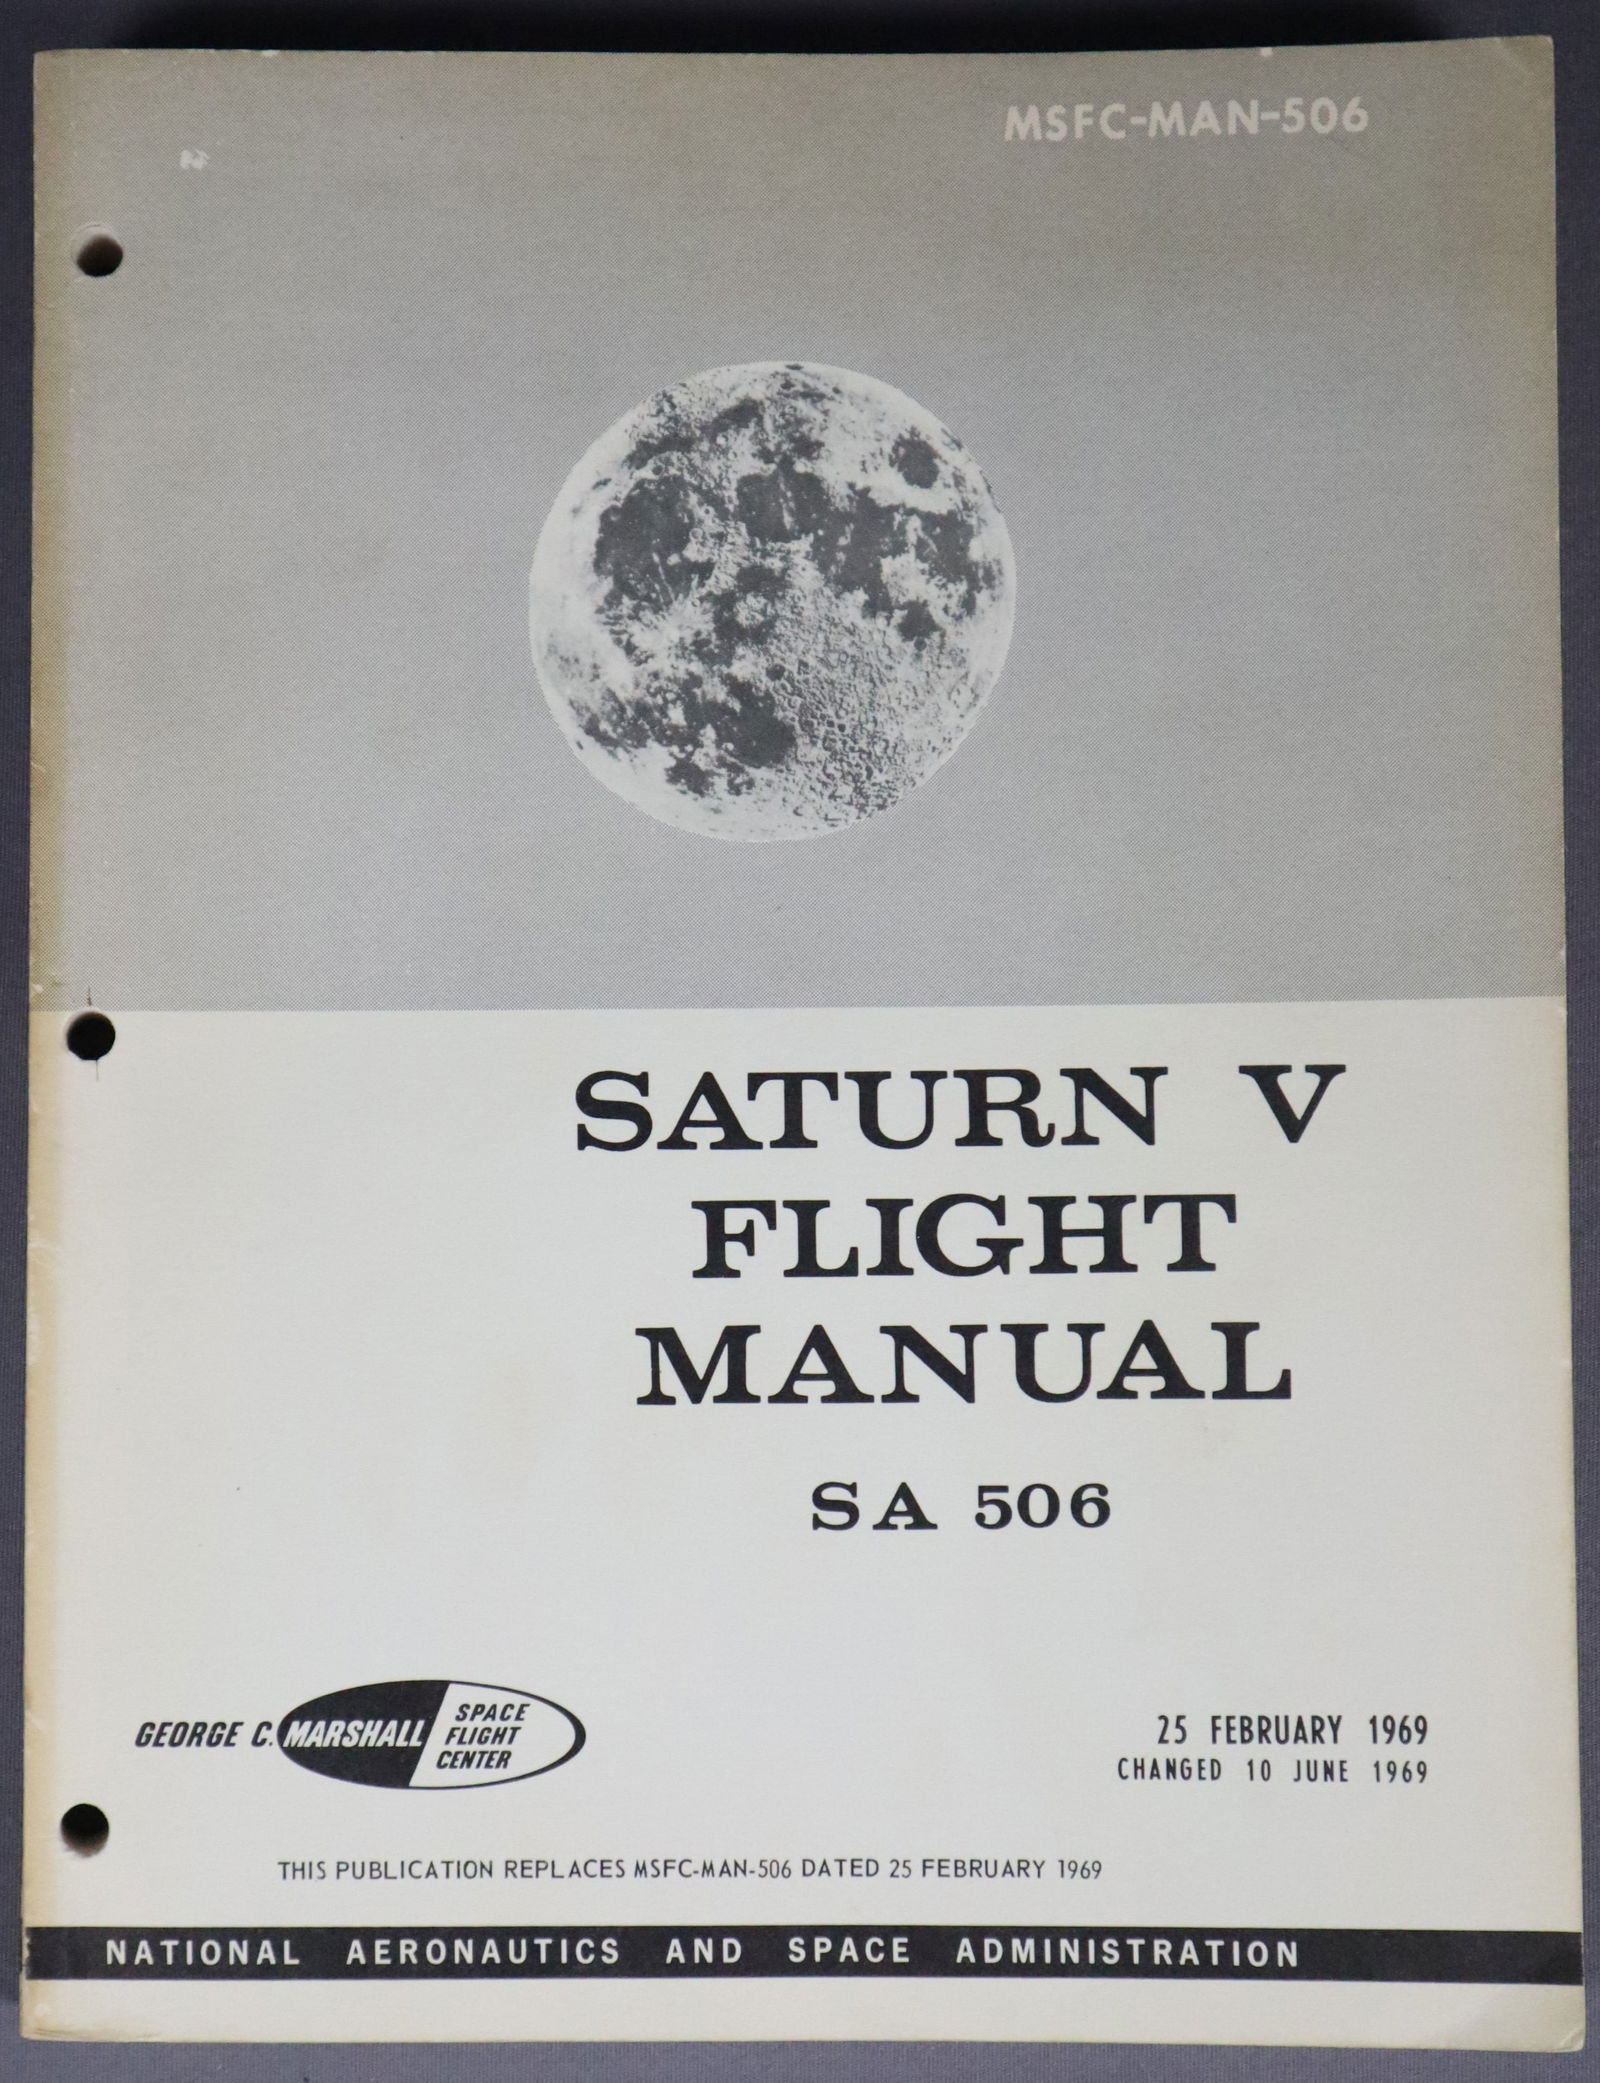 MSFC-MAN-506
SATURN V
FLIGHT
MANUAL
SA 506
GEORGE C. MARSHALL SPACE FLIGHT CENTER
25 FEBRUARY 1969
CHANGED 10 JUNE 1969
THIS PUBLICATION REPLACES MSFC-MAN-506 DATED 25 FEBRUARY 1969
NATIONAL AERONAUTICS AND SPACE ADMINISTRATION